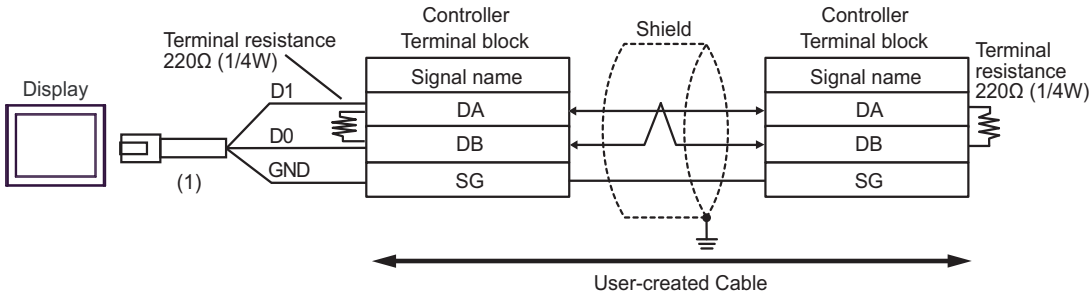 Display
(1)
Terminal resistance
220Ω (1/4W)
D1
D0
GND
Controller
Terminal block
Signal name
DA
DB
SG
Shield
Controller
Terminal block
Signal name
DA
DB
SG
Terminal
resistance
220Ω (1/4W)
User-created Cable